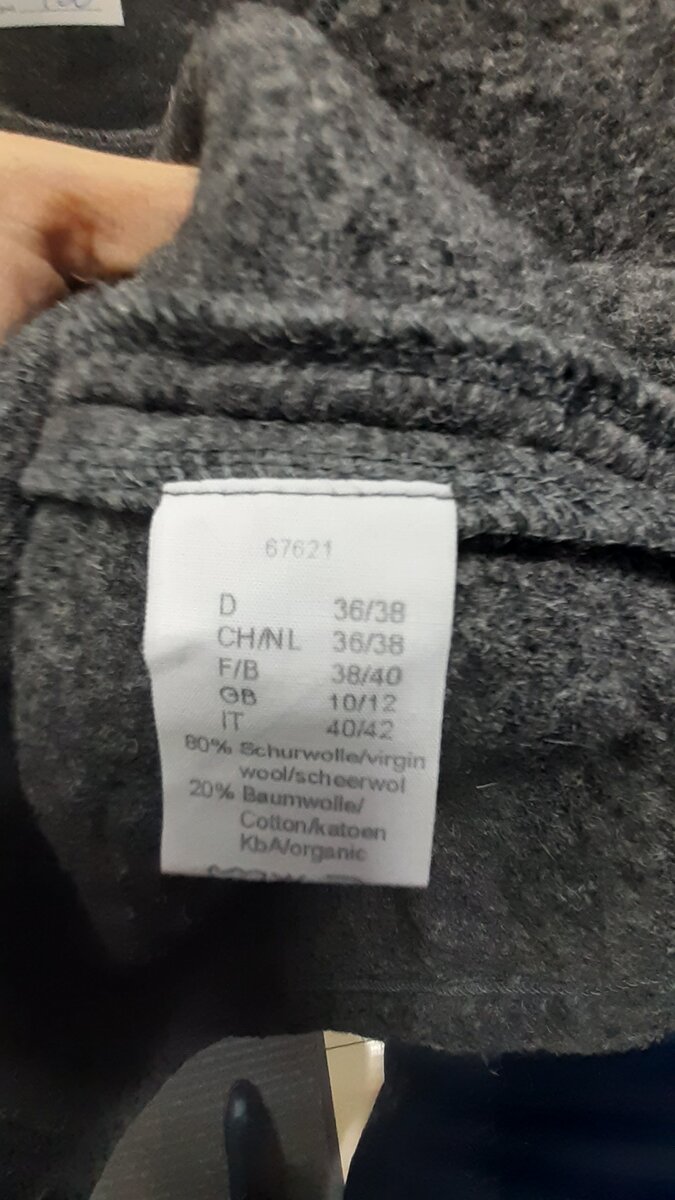 67621
D 36/38
CH/NL 36/38
F/B 38/40
GB 10/12
IT 40/42
80% Schurwolle/virgin
wool/scheerwol
20% Baumwolle/
Cotton/katoen
KbA/organic